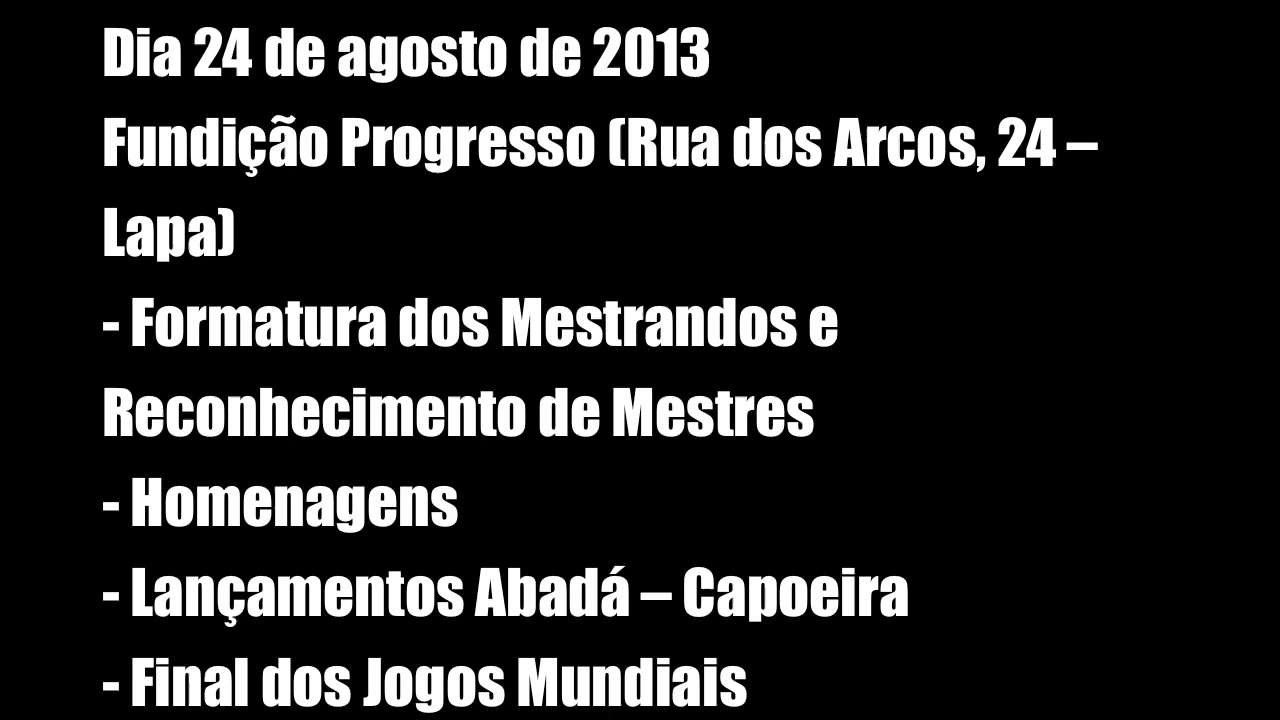 Dia 24 de agosto de 2013
Fundição Progresso (Rua dos Arcos, 24 –
Lapa)
- Formatura dos Mestrandos e
Reconhecimento de Mestres
- Homenagens
- Lançamentos Abadá – Capoeira
- Final dos Jogos Mundiais